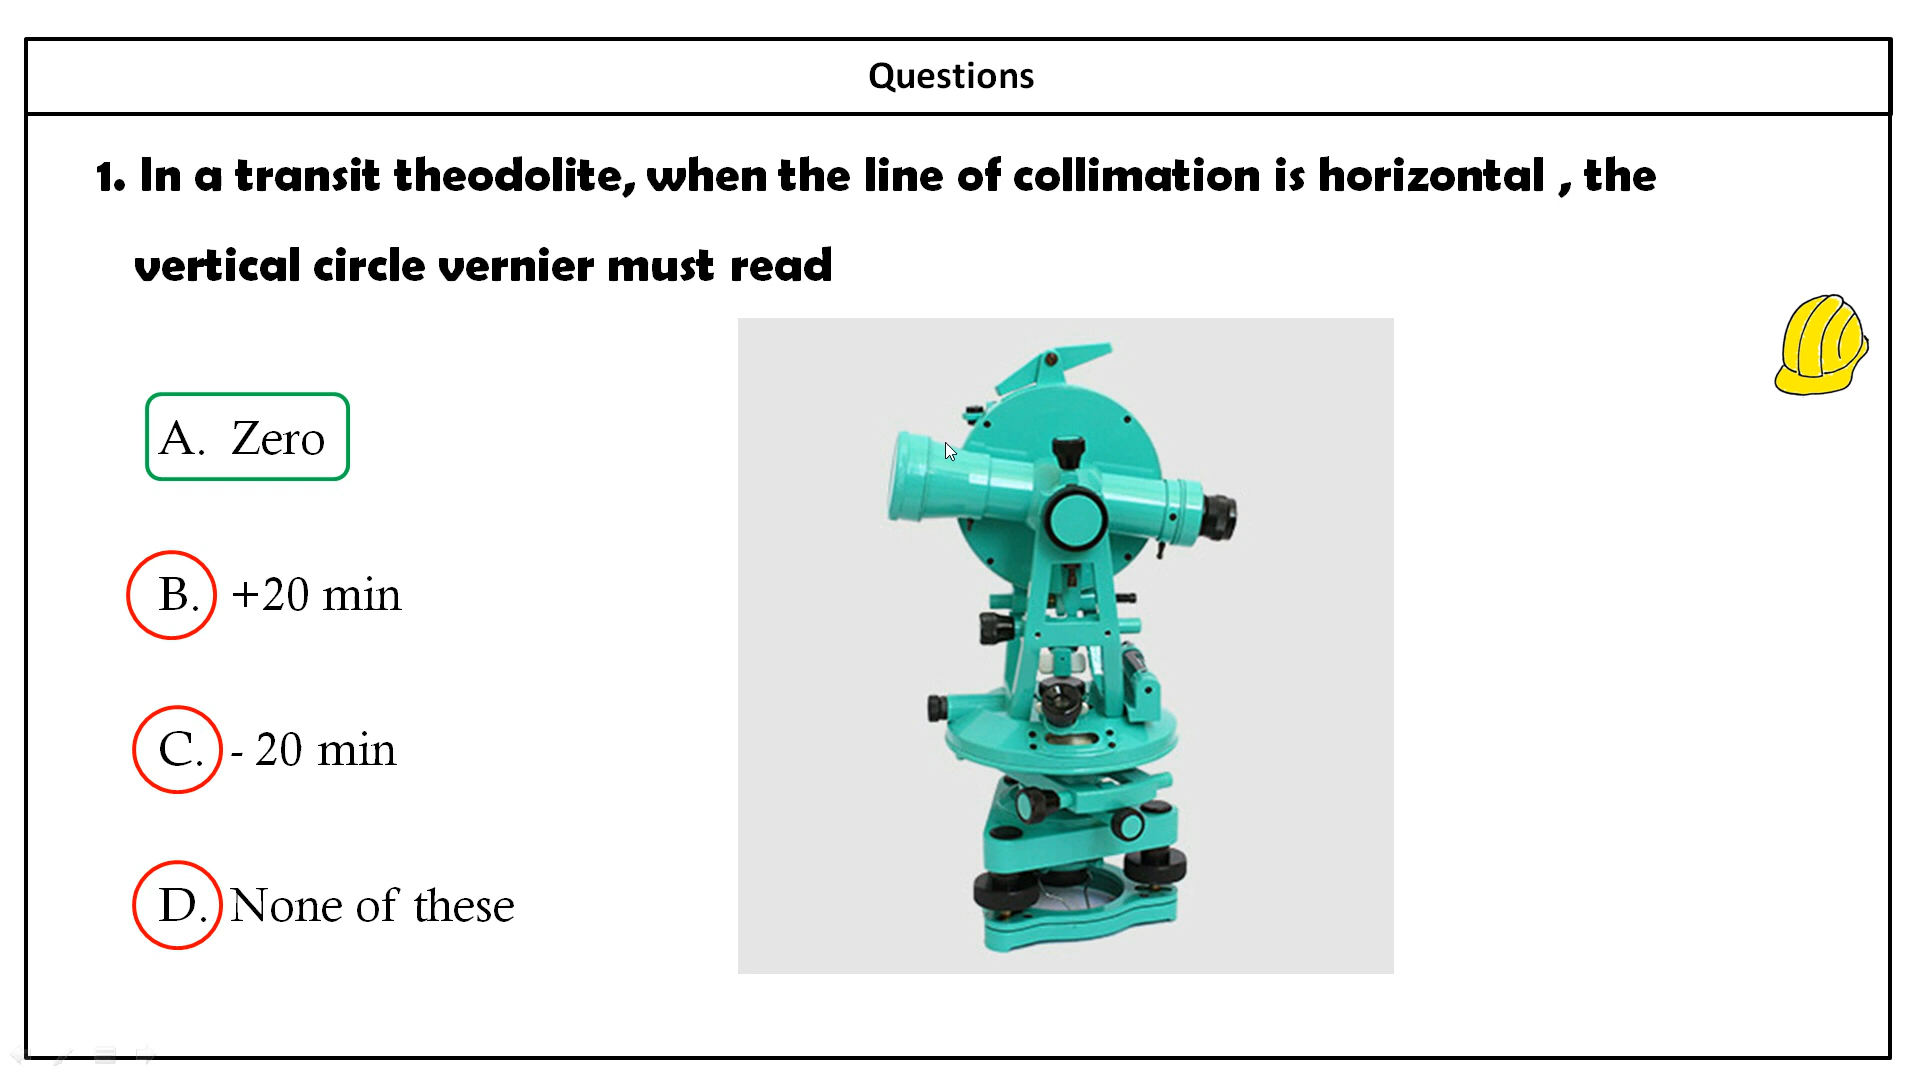 Questions
1. In a transit theodolite, when the line of collimation is horizontal , the
vertical circle vernier must read
A. Zero
B. +20 min
C. - 20 min
D. None of these